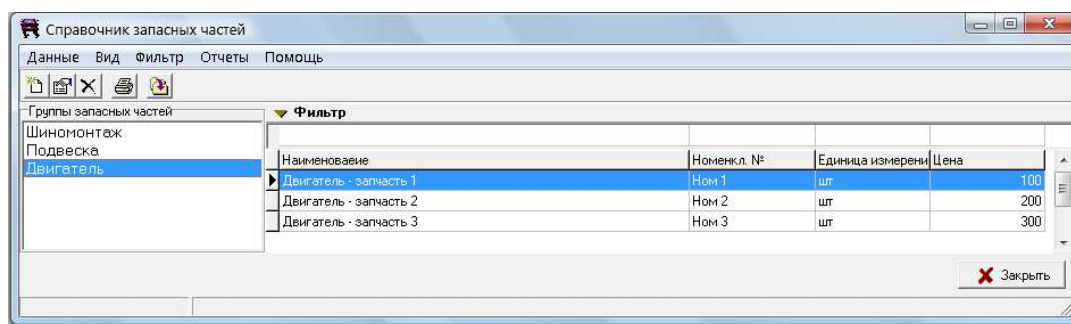 Справочник запасных частей
Данные Вид Фильтр Отчеты Помощь
Группы запасных частей
Фильтр
Шиномонтаж
Подвеска
Двигатель
Наименоваеие Номенкл. № Единица измерени Цена
Двигатель - запчасть 1 Ном 1 шт 100
Двигатель - запчасть 2 Ном 2 шт 200
Двигатель - запчасть 3 Ном 3 шт 300
Закрыть